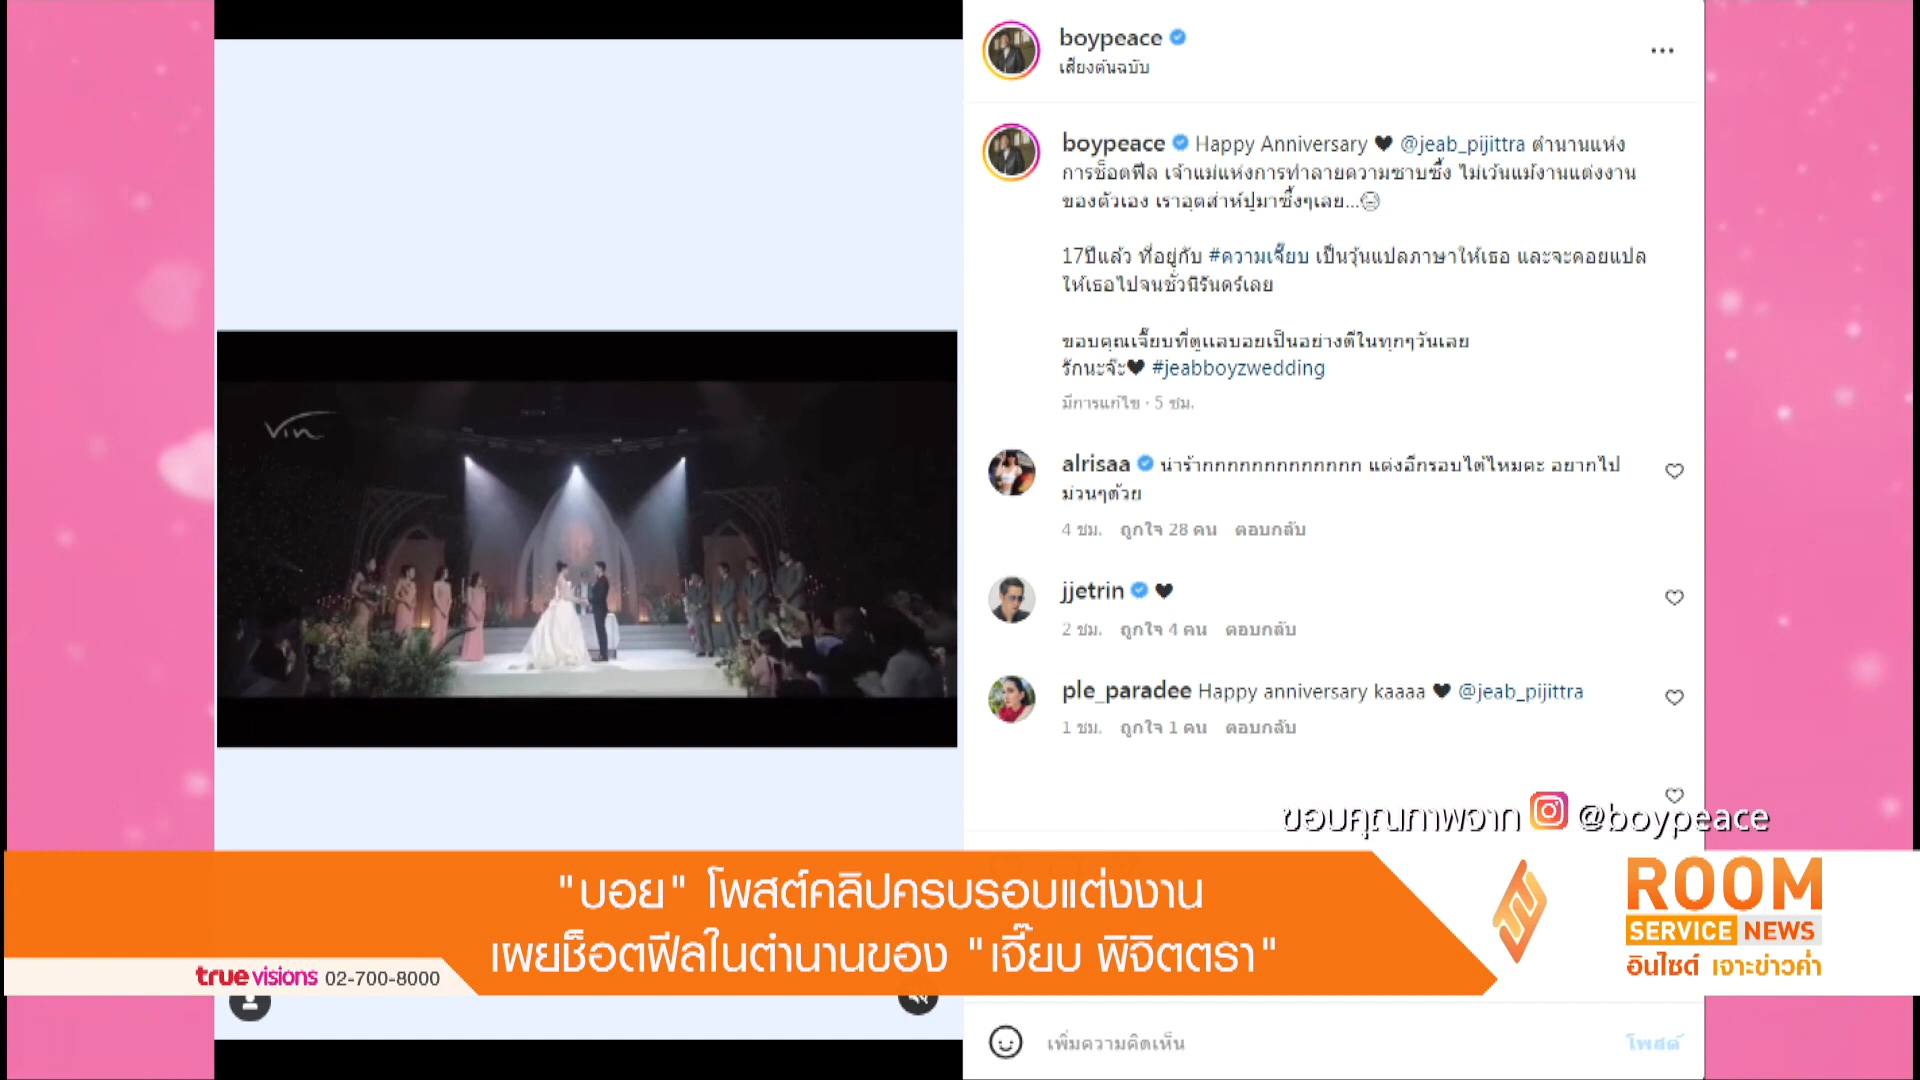 boypeace
เสียงต้นฉบับ
boypeace Happy Anniversary 🖤 @jeab_pijittra ตำนานแห่ง
การช็อตฟีล เจ้าแม่แห่งการทำลายความซาบซึ้ง ไม่เว้นแม้งานแต่งงาน
ของตัวเอง เราอุตส่าห์ปูมาซึ้งๆเลย...
17ปีแล้ว ที่อยู่กับ #ความเจี๊ยบ เป็นวุ้นแปลภาษาให้เธอ และจะคอยแปล
ให้เธอไปจนชั่วนิรันดร์เลย
ขอบคุณเจี๊ยบที่ดูแลบอยเป็นอย่างดีในทุกๆวันเลย
รักนะจ๊ะ🖤 #jeabboyzwedding
มีการแก้ไข · 5 ชม.
Vin
alrisaa น่าร้ากกกกกกกกกกกกก แต่งอีกรอบได้ไหมคะ อยากไป
ม่วนๆด้วย
4 ชม. ถูกใจ 28 คน ตอบกลับ
jjetrin 🖤
2 ชม. ถูกใจ 4 คน ตอบกลับ
ple_paradee Happy anniversary kaaaa 🖤 @jeab_pijittra
1 ชม. ถูกใจ 1 คน ตอบกลับ
ขอบคุณภาพจาก @boypeace
"บอย" โพสต์คลิปครบรอบแต่งงาน
เผยช็อตฟีลในตำนานของ "เจี๊ยบ พิจิตตรา"
ROOM
SERVICE NEWS
อินไซด์ เจาะข่าวค่ำ
truevisions 02-700-8000
เพิ่มความคิดเห็น
โพสต์